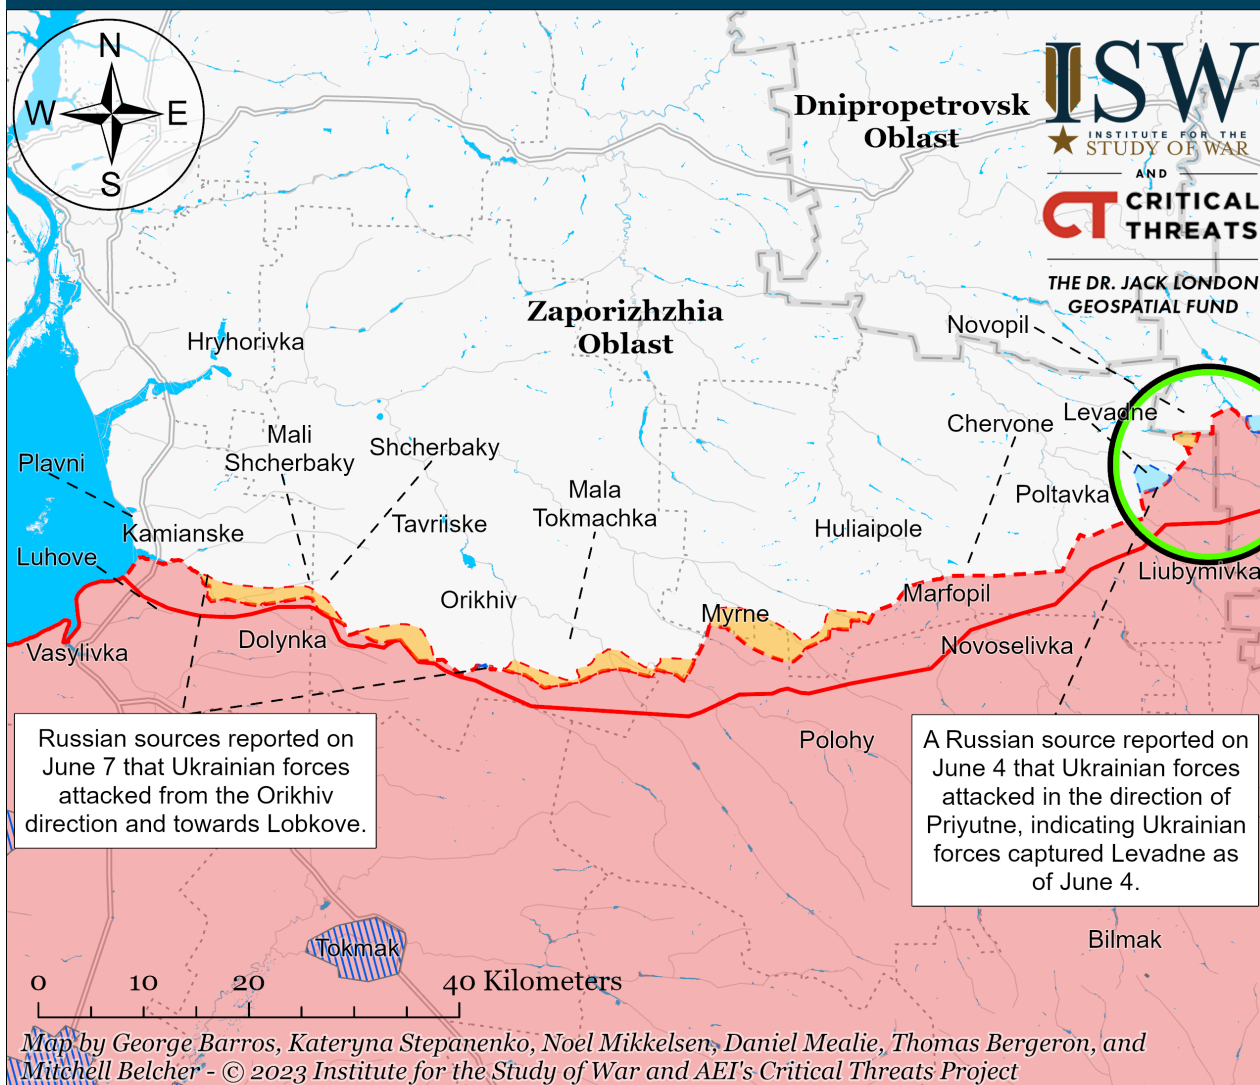 N
W
E
S
Dnipropetrovsk
Oblast
ISW
INSTITUTE FOR THE
STUDY OF WAR
AND
CT CRITICAL
THREATS
THE DR. JACK LONDON
GEOSPATIAL FUND
Zaporizhzhia
Oblast
Novopil
Hryhorivka
Levadne
Chervone
Mali
Shcherbaky
Shcherbaky
Plavni
Mala
Tokmachka
Poltavka
Tavriiske
Huliaipole
Kamianske
Luhove
Liubymivka
Orikhiv
Marfopil
Myrne
Dolynka
Novoselivka
Vasylivka
Polohy
Russian sources reported on
June 7 that Ukrainian forces
attacked from the Orikhiv
direction and towards Lobkove.
A Russian source reported on
June 4 that Ukrainian forces
attacked in the direction of
Priyutne, indicating Ukrainian
forces captured Levadne as
of June 4.
Bilmak
Tokmak
0 10 20 40 Kilometers
Map by George Barros, Kateryna Stepanenko, Noel Mikkelsen, Daniel Mealie, Thomas Bergeron, and
Mitchell Belcher - © 2023 Institute for the Study of War and AEI's Critical Threats Project